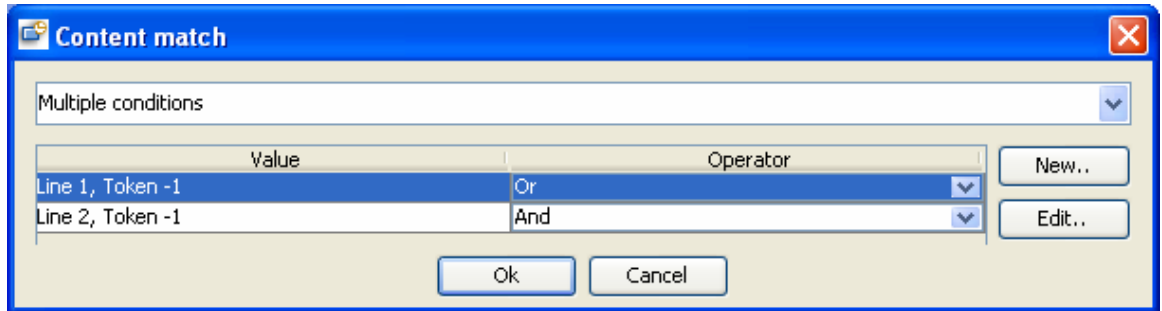 Content match
Multiple conditions
Value Operator
Line 1, Token -1 Or
Line 2, Token -1 And
New..
Edit..
Ok Cancel